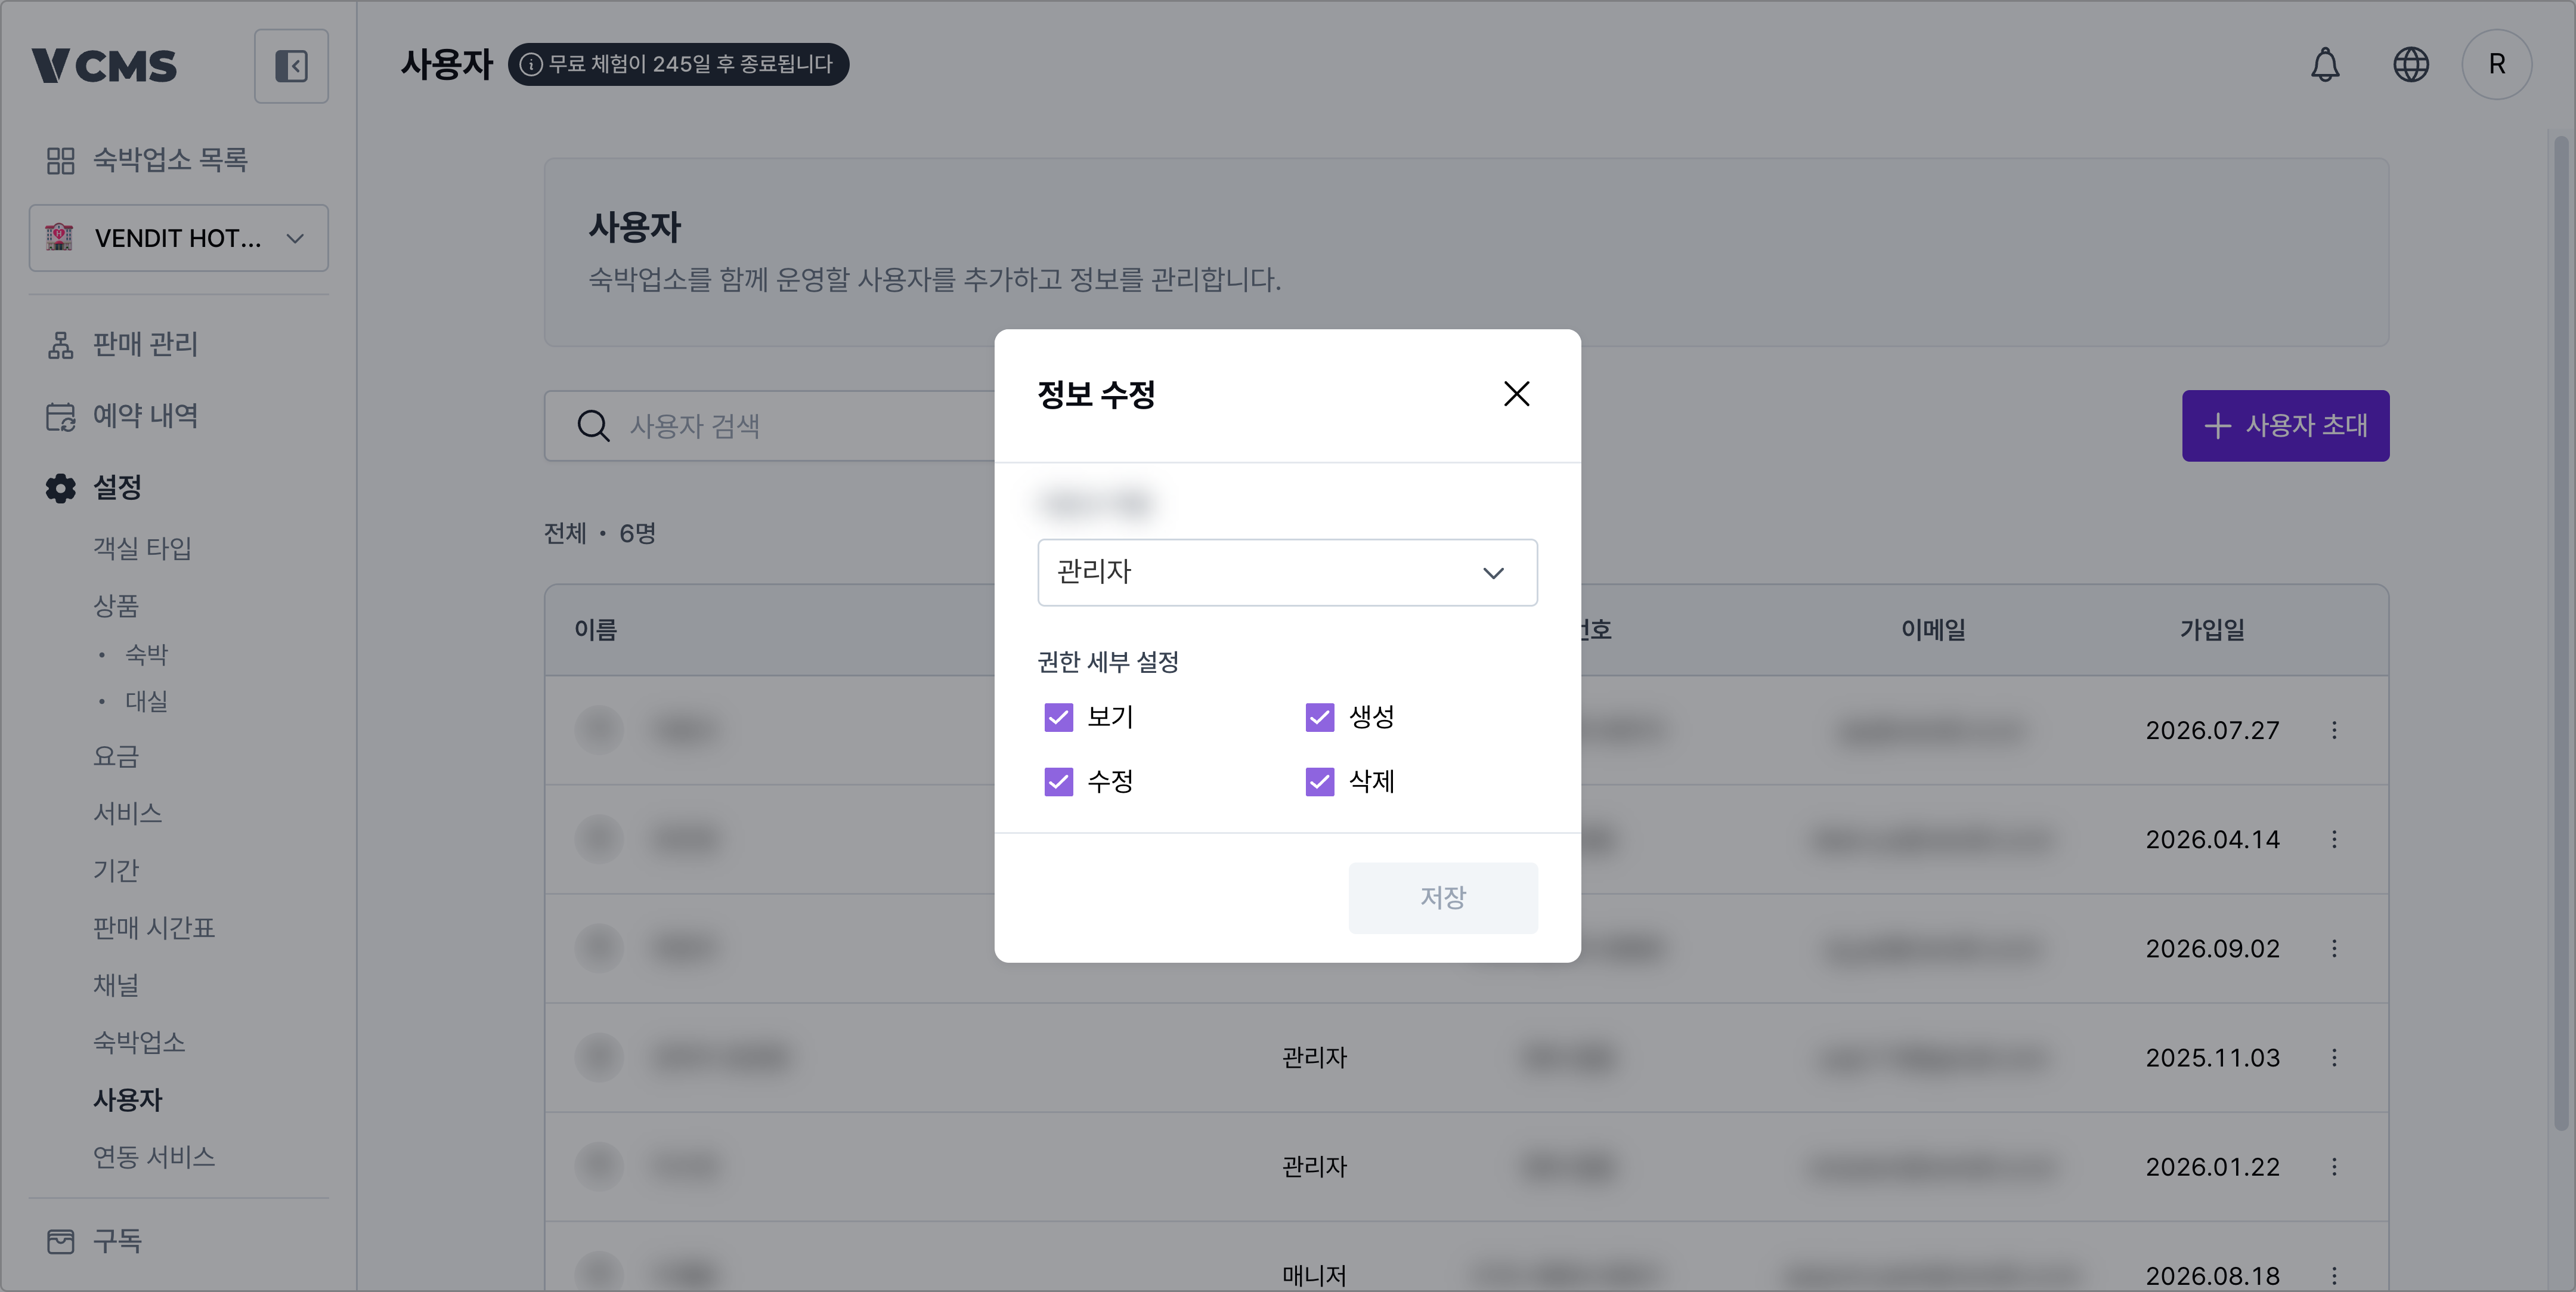 VCMS
숙박업소 목록
VENDIT HOT...
판매 관리
예약 내역
설정
객실 타입
상품
• 숙박
• 대실
요금
서비스
기간
판매 시간표
채널
숙박업소
사용자
연동 서비스
구독
사용자
무료 체험이 245일 후 종료됩니다
R
사용자
숙박업소를 함께 운영할 사용자를 추가하고 정보를 관리합니다.
사용자 검색
사용자 초대
전체 • 6명
이름 번호 이메일 가입일
2026.07.27
2026.04.14
2026.09.02
관리자 2025.11.03
관리자 2026.01.22
매니저 2026.08.18
정보 수정
관리자
권한 세부 설정
보기 생성
수정 삭제
저장